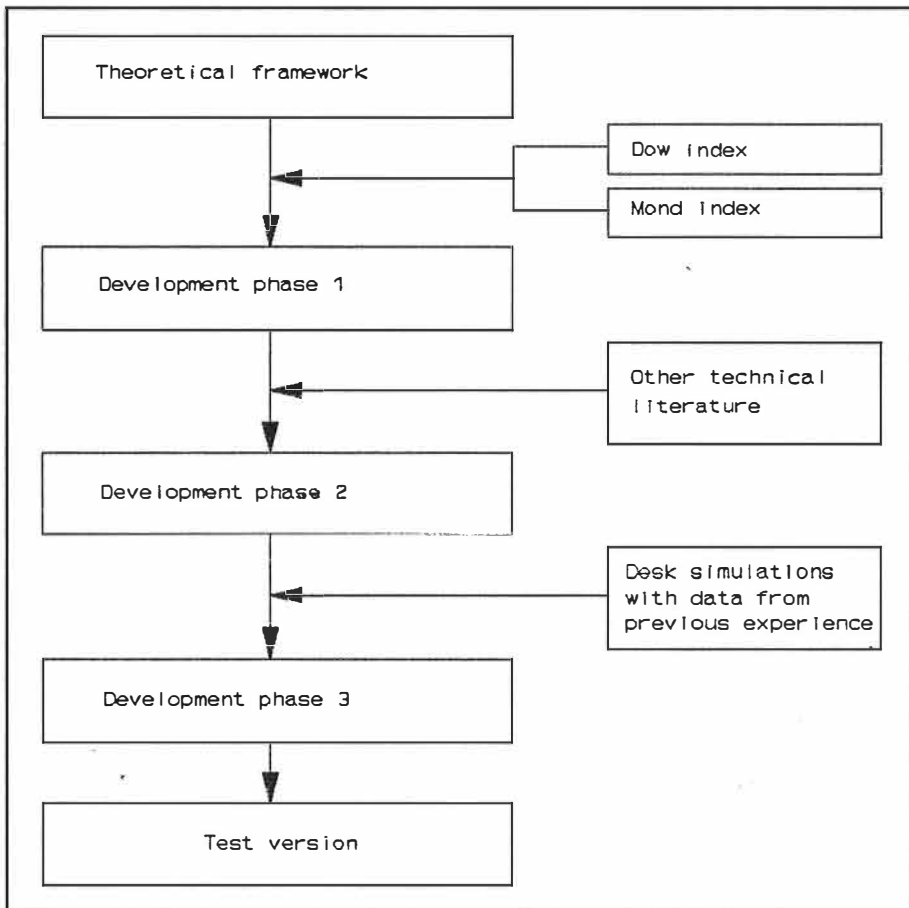 Theoretical framework
Dow index
Mond index
Development phase 1
Other technical
literature
Development phase 2
Desk simulations
with data from
previous experience
Development phase 3
Test version